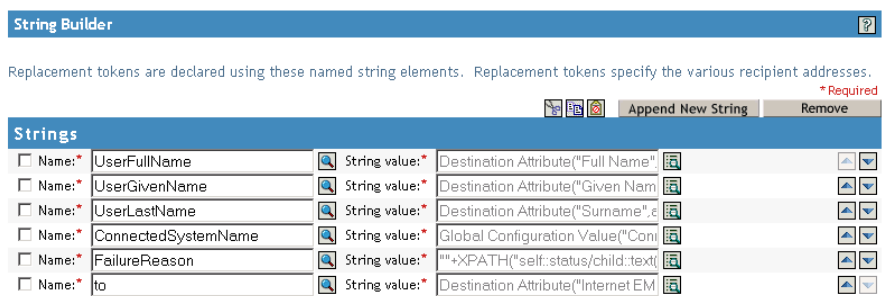 String Builder
Replacement tokens are declared using these named string elements. Replacement tokens specify the various recipient addresses.
*Required
Append New String Remove
Strings
Name:* UserFullName String value:* Destination Attribute("Full Name",
Name:* UserGivenName String value:* Destination Attribute("Given Nam
Name:* UserLastName String value:* Destination Attribute("Surname",
Name:* ConnectedSystemName String value:* Global Configuration Value("Con
Name:* FailureReason String value:* ""+XPATH("self::status/child::text(
Name:* to String value:* Destination Attribute("Internet EM